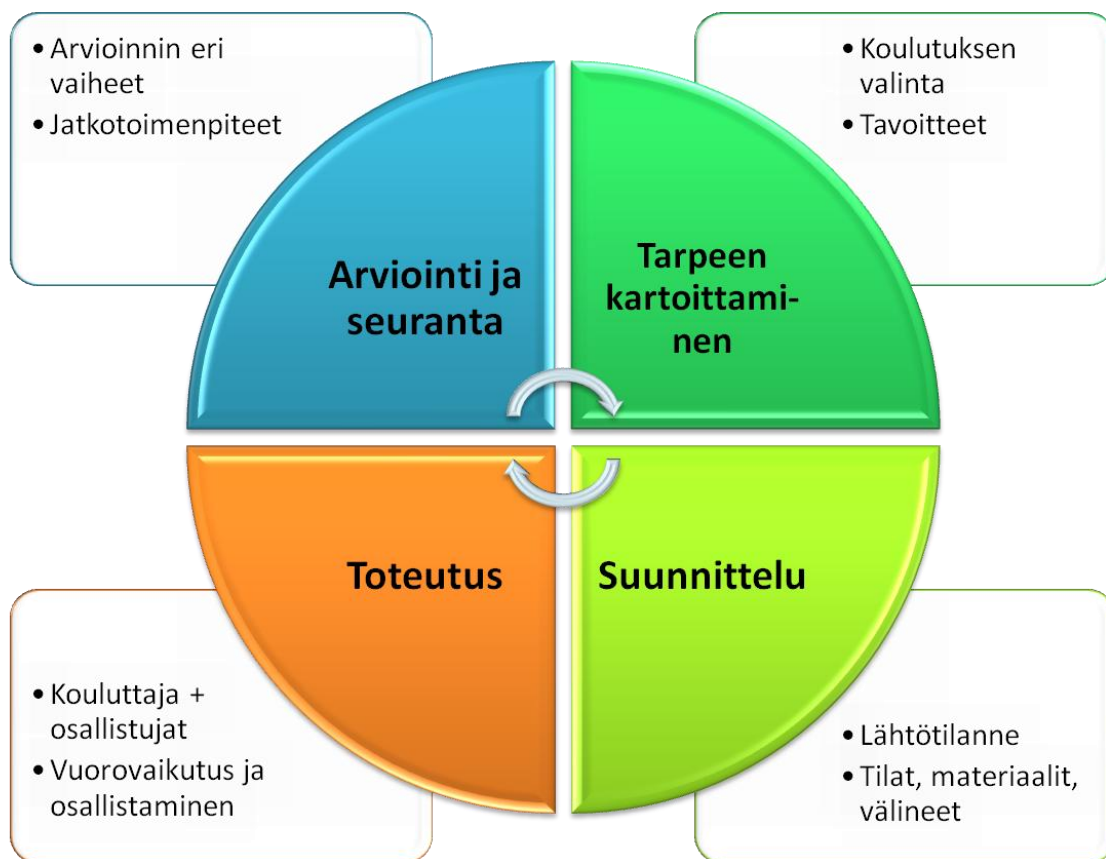 • Arvioinnin eri
vaiheet
• Jatkotoimenpiteet
• Koulutuksen
valinta
• Tavoitteet
Arviointi ja
seuranta
Tarpeen
kartoittami-
nen
Toteutus
Suunnittelu
• Kouluttaja +
osallistujat
• Vuorovaikutus ja
osallistaminen
• Lähtötilanne
• Tilat, materiaalit,
välineet